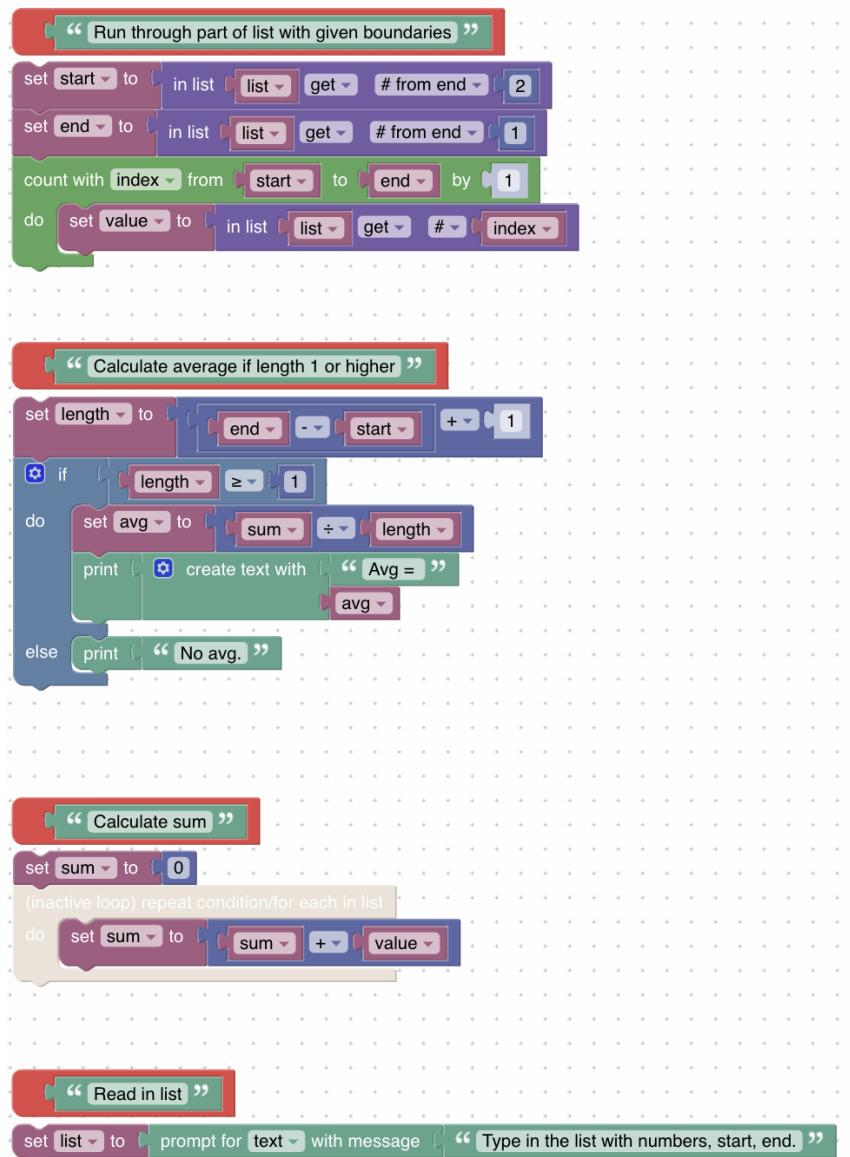 “ Run through part of list with given boundaries ”
set start to in list list get # from end 2
set end to in list list get # from end 1
count with index from start to end by 1
do set value to in list list get # index
“ Calculate average if length 1 or higher ”
set length to end - start + 1
if length ≥ 1
do set avg to sum ÷ length
print create text with “ Avg = ”
avg
else print “ No avg. ”
“ Calculate sum ”
set sum to 0
(inactive loop) repeat condition/for each in list
do set sum to sum + value
“ Read in list ”
set list to prompt for text with message “ Type in the list with numbers, start, end. ”